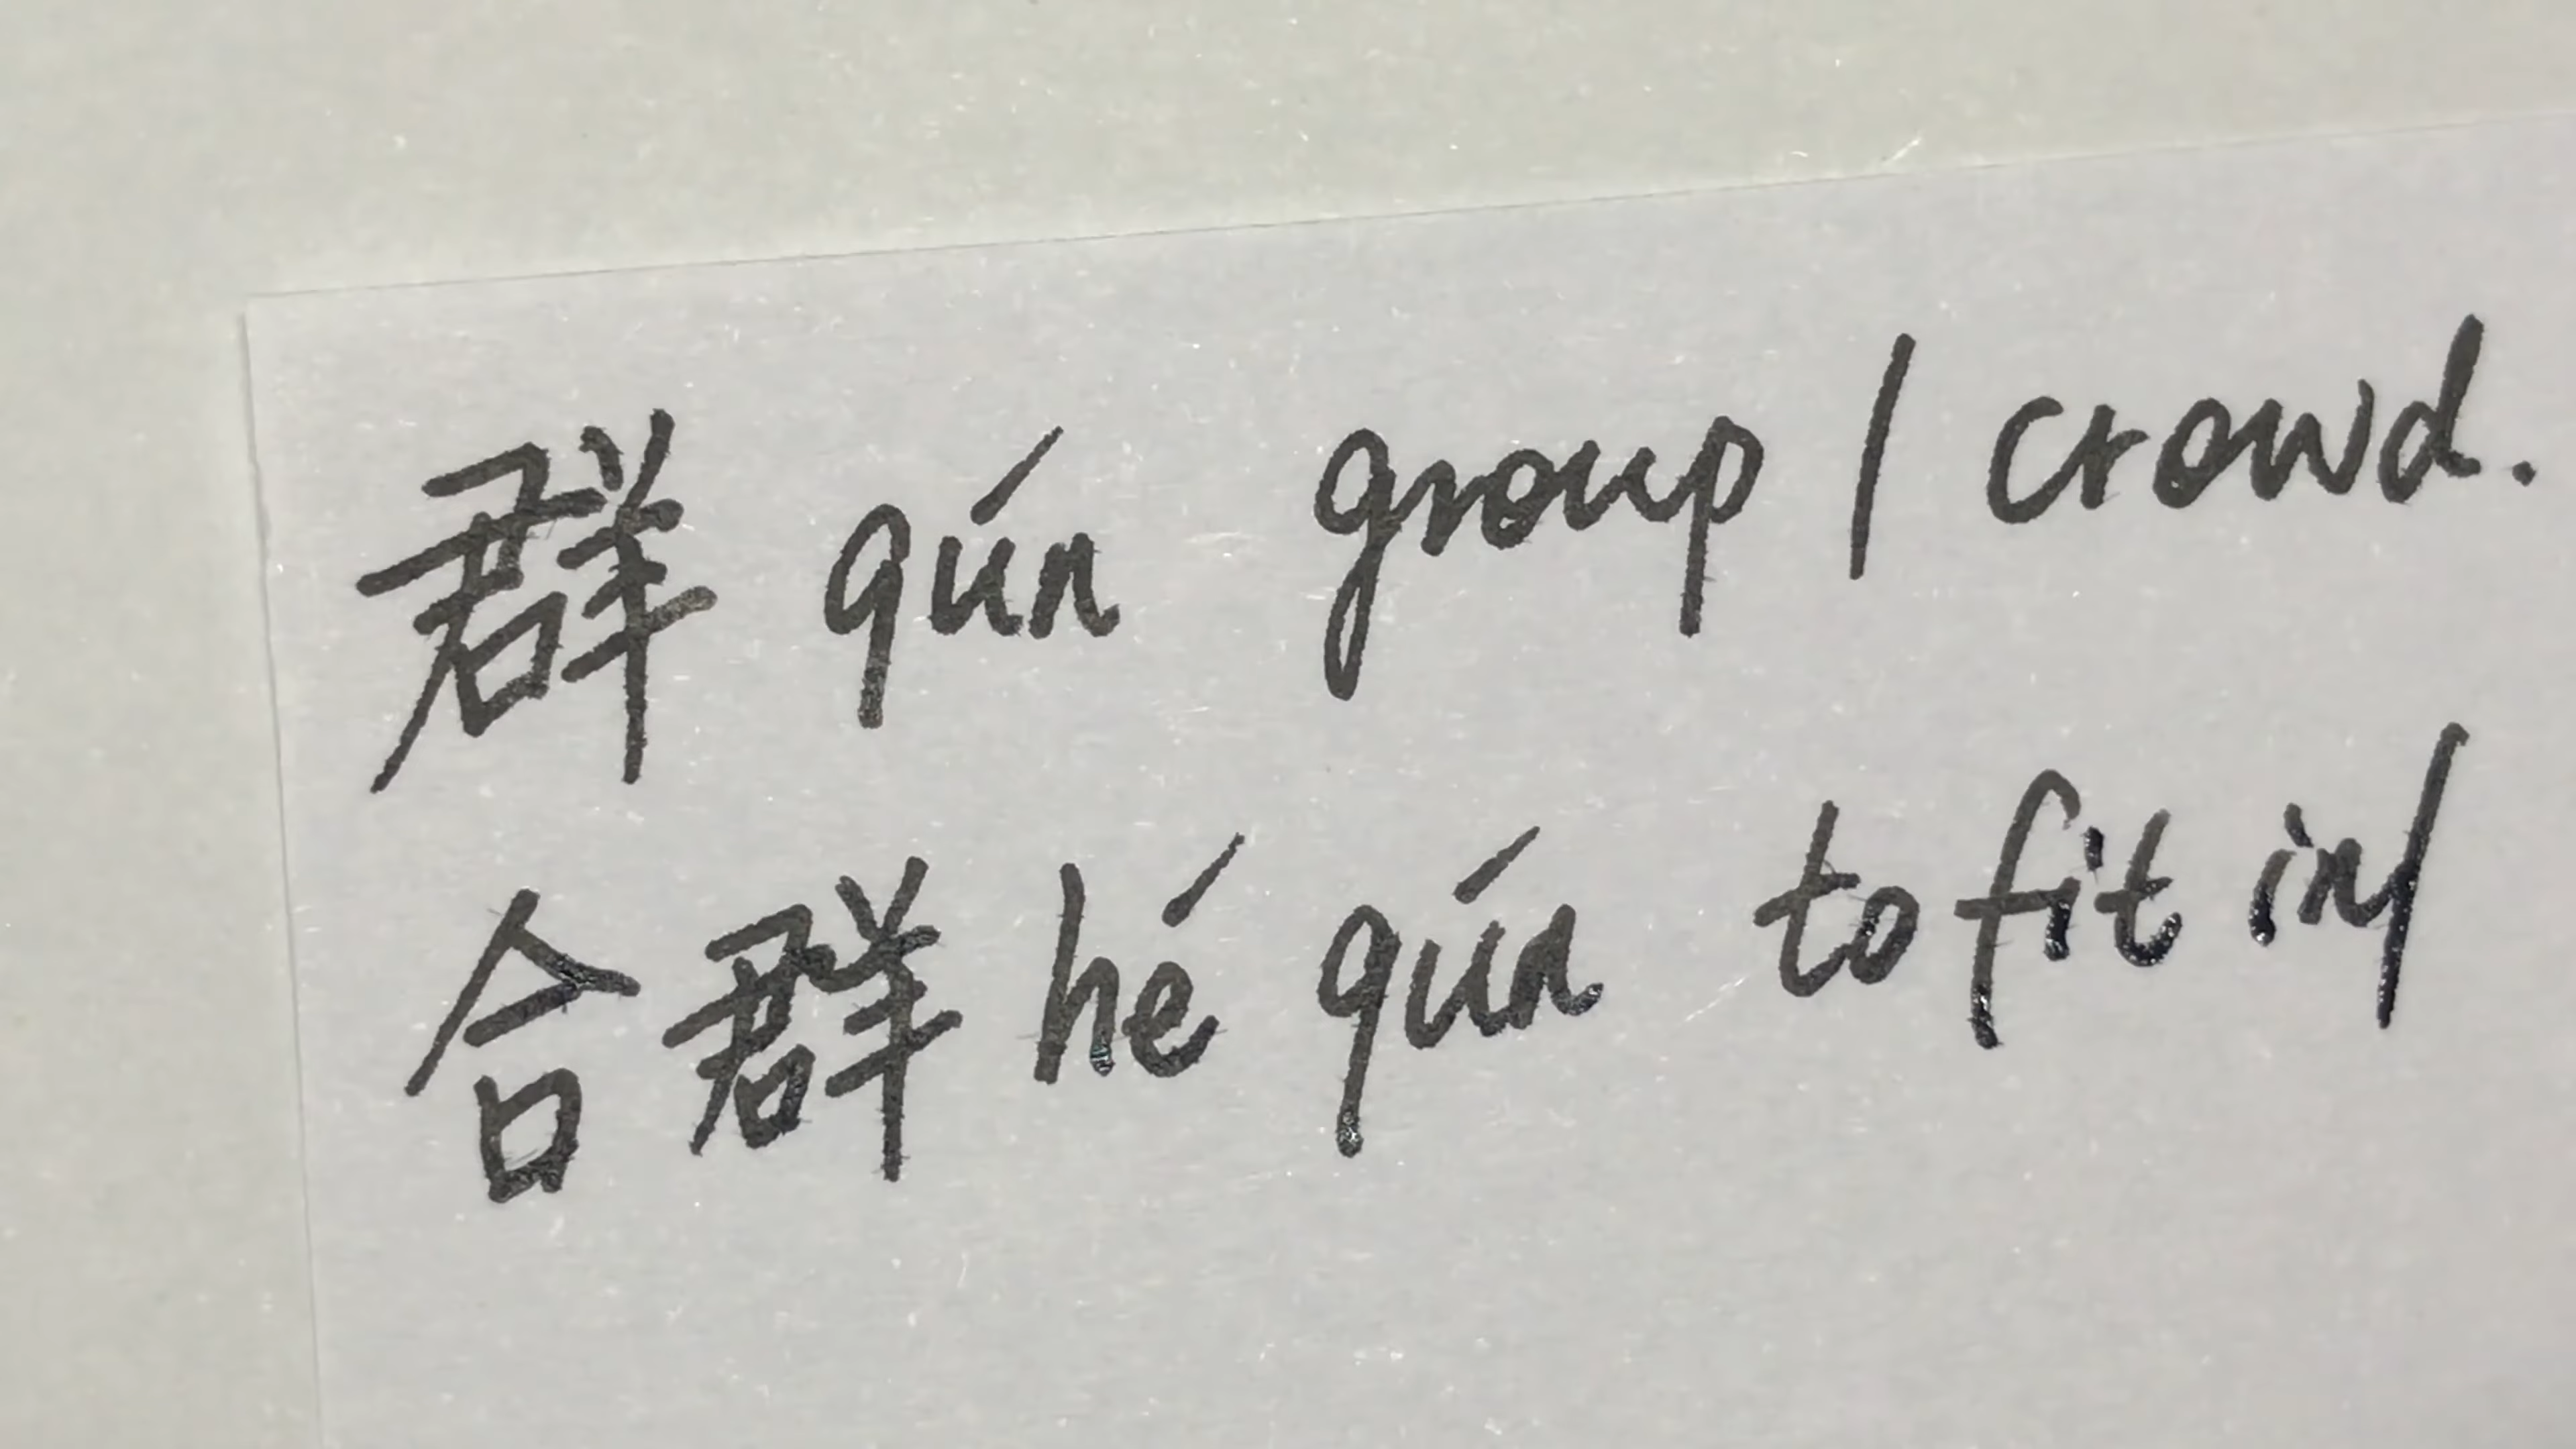 群 qún group / crowd.
合群 hé qún to fit in/